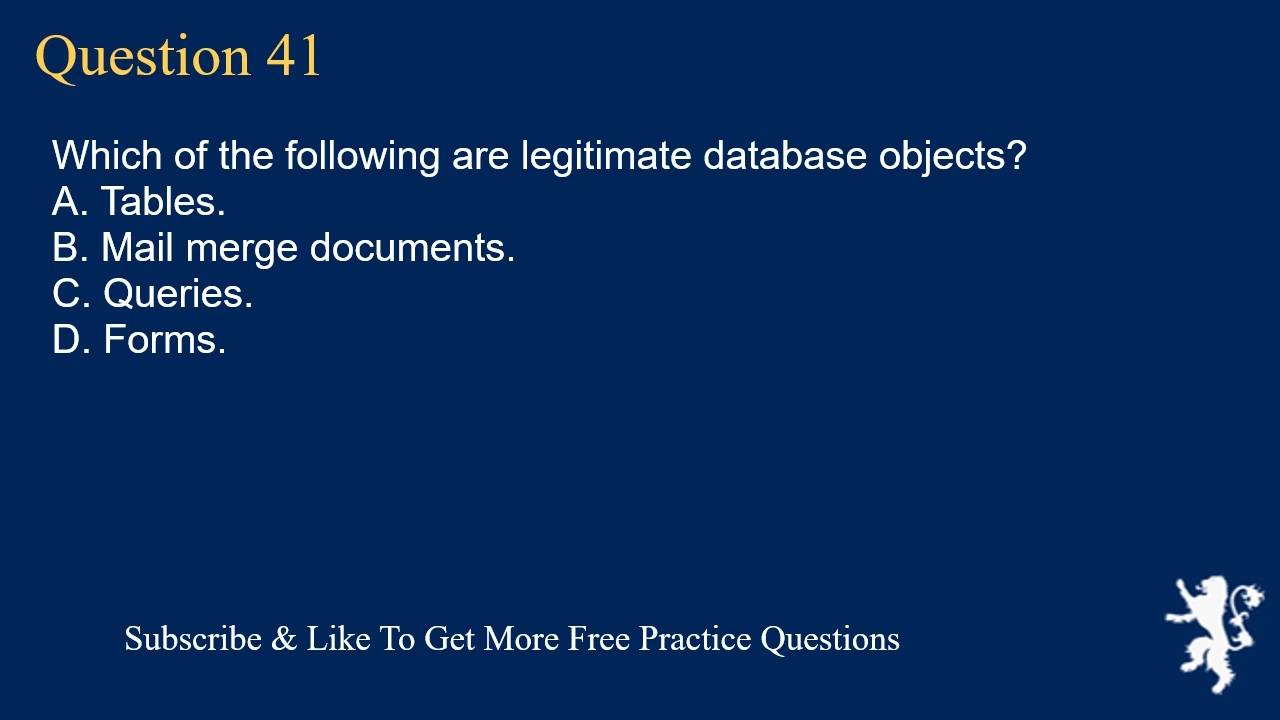 Question 41
Which of the following are legitimate database objects?
A. Tables.
B. Mail merge documents.
C. Queries.
D. Forms.
Subscribe & Like To Get More Free Practice Questions